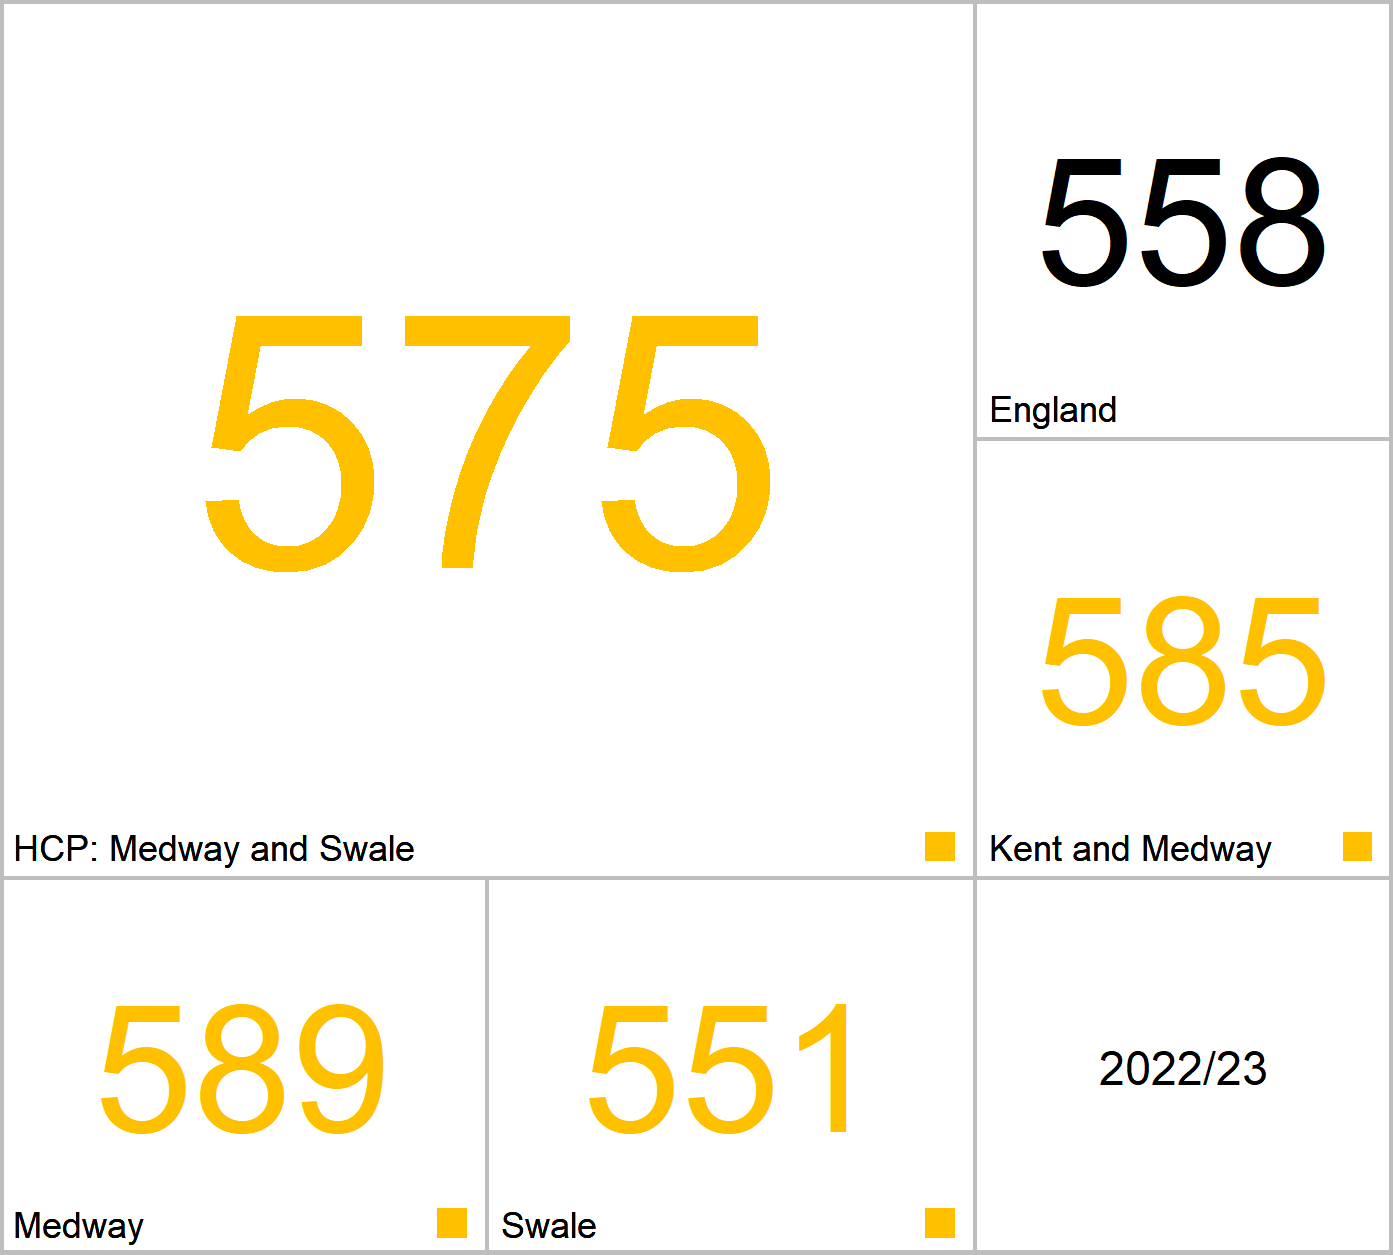 575
HCP: Medway and Swale
558
England
585
Kent and Medway
589
Medway
551
Swale
2022/23